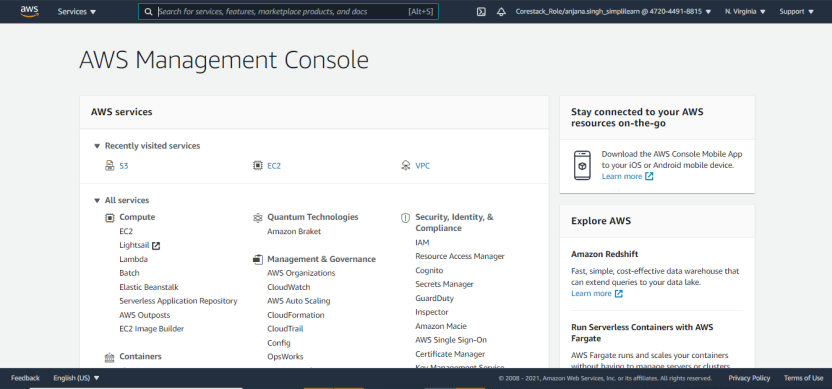 aws Services Search for services, features, marketplace products, and docs [Alt+S] Corestack_Role/anjana.singh_simplilearn @ 4720-4491-8815 N. Virginia Support
AWS Management Console
AWS services
Recently visited services
S3 EC2 VPC
All services
Compute
EC2
Lightsail
Lambda
Batch
Elastic Beanstalk
Serverless Application Repository
AWS Outposts
EC2 Image Builder
Containers
Quantum Technologies
Amazon Braket
Management & Governance
AWS Organizations
CloudWatch
AWS Auto Scaling
CloudFormation
CloudTrail
Config
OpsWorks
Security, Identity, &
Compliance
IAM
Resource Access Manager
Cognito
Secrets Manager
GuardDuty
Inspector
Amazon Macie
AWS Single Sign-On
Certificate Manager
Key Management Service
Stay connected to your AWS
resources on-the-go
Download the AWS Console Mobile App
to your iOS or Android mobile device.
Learn more
Explore AWS
Amazon Redshift
Fast, simple, cost-effective data warehouse that
can extend queries to your data lake.
Learn more
Run Serverless Containers with AWS
Fargate
AWS Fargate runs and scales your containers
without having to manage servers or clusters
Feedback English (US) © 2008 - 2021, Amazon Web Services, Inc. or its affiliates. All rights reserved. Privacy Policy Terms of Use